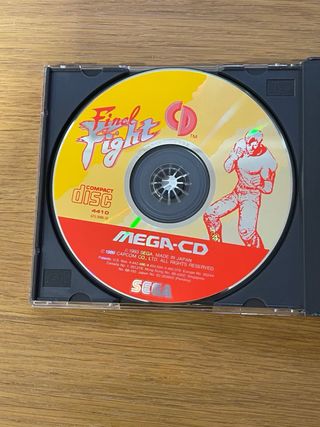 Final
Fight
CD
TM
COMPACT
disc
4410
MEGA-CD
© 1993 SEGA. MADE IN JAPAN
© 1989 CAPCOM CO., LTD. ALL RIGHTS RESERVED
SEGA